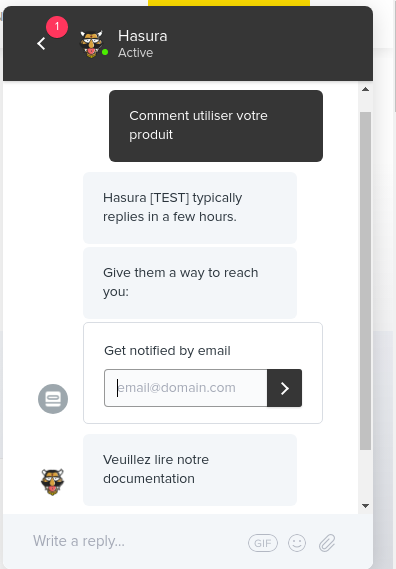 1
Hasura
Active
Comment utiliser votre
produit
Hasura [TEST] typically
replies in a few hours.
Give them a way to reach
you:
Get notified by email
email@domain.com
Veuillez lire notre
documentation
Write a reply...
GIF